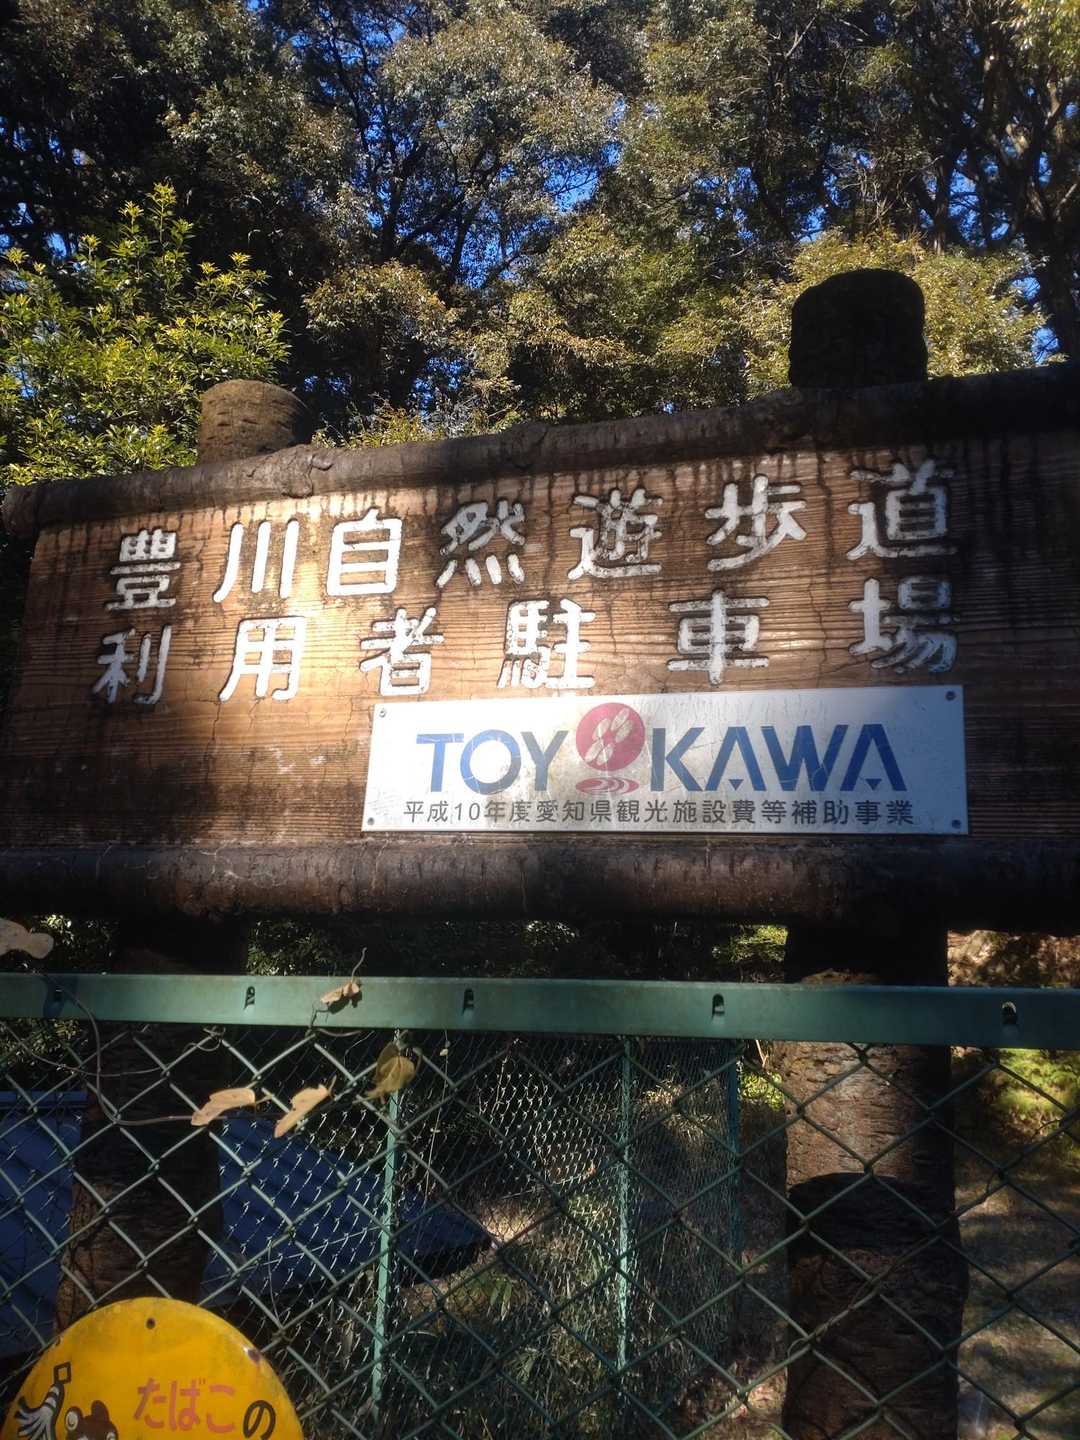 豊川自然遊歩道
利用者駐車場
TOYOKAWA
平成10年度愛知県観光施設費等補助事業
たばこの